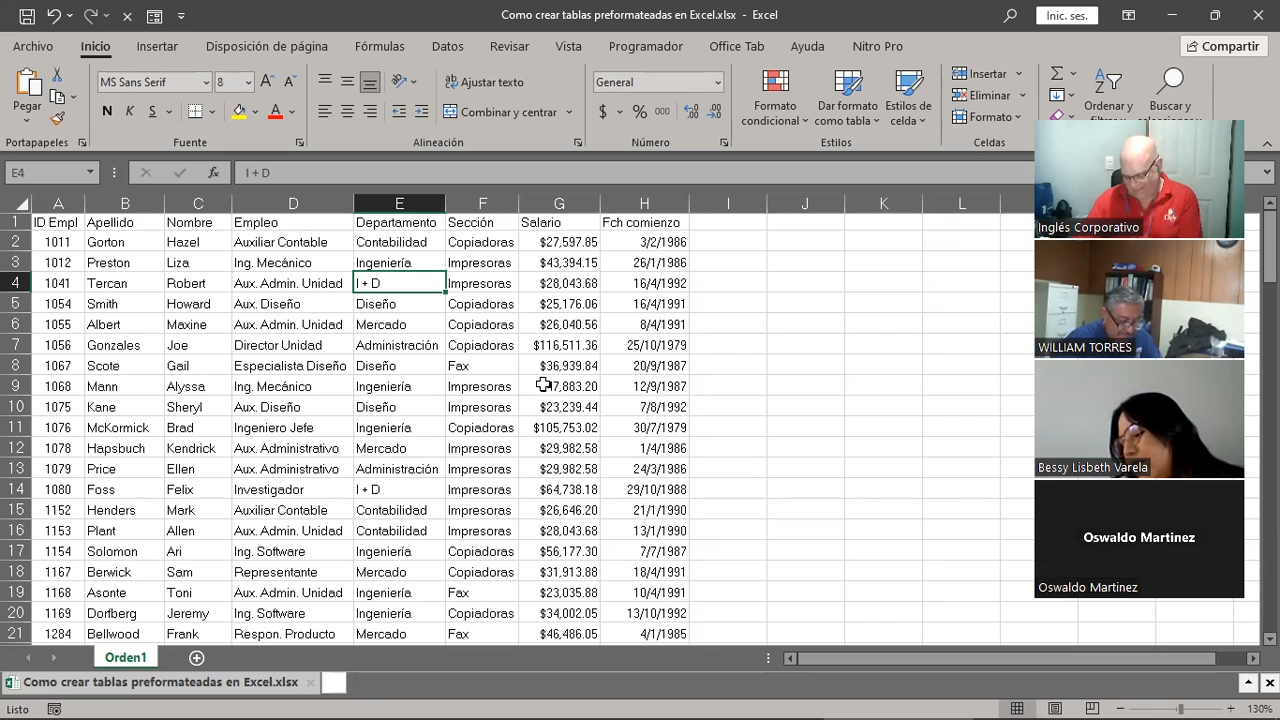 Como crear tablas preformateadas en Excel.xlsx - Excel
Inic. ses.
Archivo Inicio Insertar Disposición de página Fórmulas Datos Revisar Vista Programador Office Tab Ayuda Nitro Pro Compartir
Pegar MS Sans Serif 8 Ajustar texto General Formato condicional Dar formato como tabla Estilos de celda Insertar Ordenar y Buscar y
N K S Combinar y centrar $ % 000 Eliminar
Formato
Portapapeles Fuente Alineación Número Estilos Celdas
E4 fx I + D
A B C D E F G H I J K L
1 ID Empl Apellido Nombre Empleo Departamento Sección Salario Fch comienzo
2 1011 Gorton Hazel Auxiliar Contable Contabilidad Copiadoras $27,597.85 3/2/1986
3 1012 Preston Liza Ing. Mecánico Ingeniería Impresoras $43,394.15 26/1/1986
4 1041 Tercan Robert Aux. Admin. Unidad I + D Impresoras $28,043.68 16/4/1992
5 1054 Smith Howard Aux. Diseño Diseño Copiadoras $25,176.06 16/4/1991
6 1055 Albert Maxine Aux. Admin. Unidad Mercado Copiadoras $26,040.56 8/4/1991
7 1056 Gonzales Joe Director Unidad Administración Copiadoras $116,511.36 25/10/1979
8 1067 Scote Gail Especialista Diseño Diseño Fax $36,939.84 20/9/1987
9 1068 Mann Alyssa Ing. Mecánico Ingeniería Impresoras 7,883.20 12/9/1987
10 1075 Kane Sheryl Aux. Diseño Diseño Impresoras $23,239.44 7/8/1992
11 1076 McKormick Brad Ingeniero Jefe Ingeniería Copiadoras $105,753.02 30/7/1979
12 1078 Hapsbuch Kendrick Aux. Administrativo Mercado Impresoras $29,982.58 1/4/1986
13 1079 Price Ellen Aux. Administrativo Administración Impresoras $29,982.58 24/3/1986
14 1080 Foss Felix Investigador I + D Impresoras $64,738.18 29/10/1988
15 1152 Henders Mark Auxiliar Contable Contabilidad Impresoras $26,646.20 21/1/1990
16 1153 Plant Allen Aux. Admin. Unidad Contabilidad Impresoras $28,043.68 13/1/1990
17 1154 Solomon Ari Ing. Software Ingeniería Copiadoras $56,177.30 7/7/1987
18 1167 Berwick Sam Representante Mercado Copiadoras $31,913.88 18/4/1991
19 1168 Asonte Toni Aux. Admin. Unidad Ingeniería Fax $23,035.88 10/4/1991
20 1169 Dorfberg Jeremy Ing. Software Ingeniería Copiadoras $34,002.05 13/10/1992
21 1284 Bellwood Frank Respon. Producto Mercado Fax $46,486.05 4/1/1985
Inglés Corporativo
WILLIAM TORRES
Bessy Lisbeth Varela
Oswaldo Martinez
Oswaldo Martinez
Orden1
Como crear tablas preformateadas en Excel.xlsx
Listo 130%